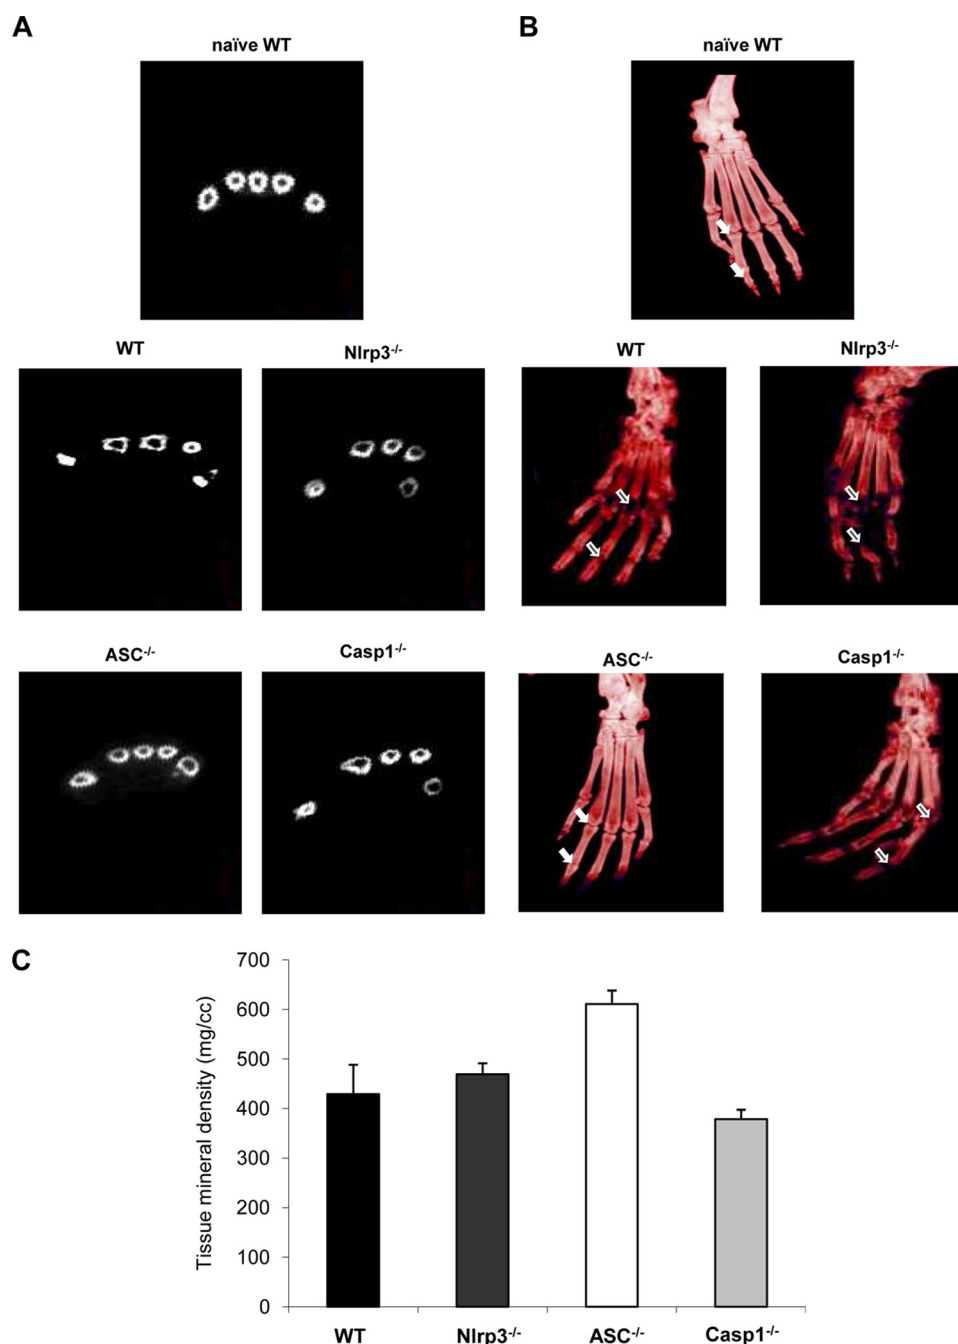 A
B
naïve WT
naïve WT
WT
Nlrp3-/-
WT
Nlrp3-/-
ASC-/-
Casp1-/-
ASC-/-
Casp1-/-
C
Tissue mineral density (mg/cc)
700
600
500
400
300
200
100
0
WT
Nlrp3-/-
ASC-/-
Casp1-/-